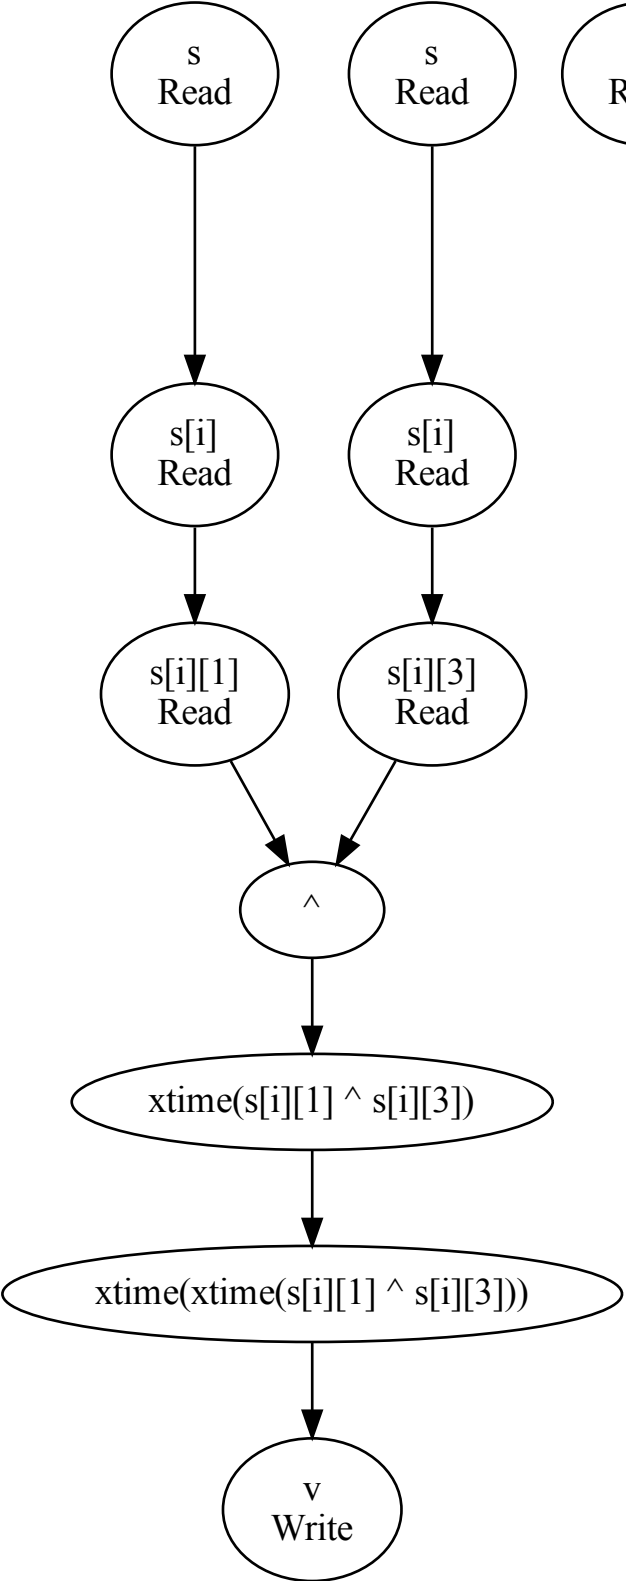 s
Read
s
Read
s[i]
Read
s[i]
Read
s[i][1]
Read
s[i][3]
Read
^
xtime(s[i][1] ^ s[i][3])
xtime(xtime(s[i][1] ^ s[i][3]))
v
Write